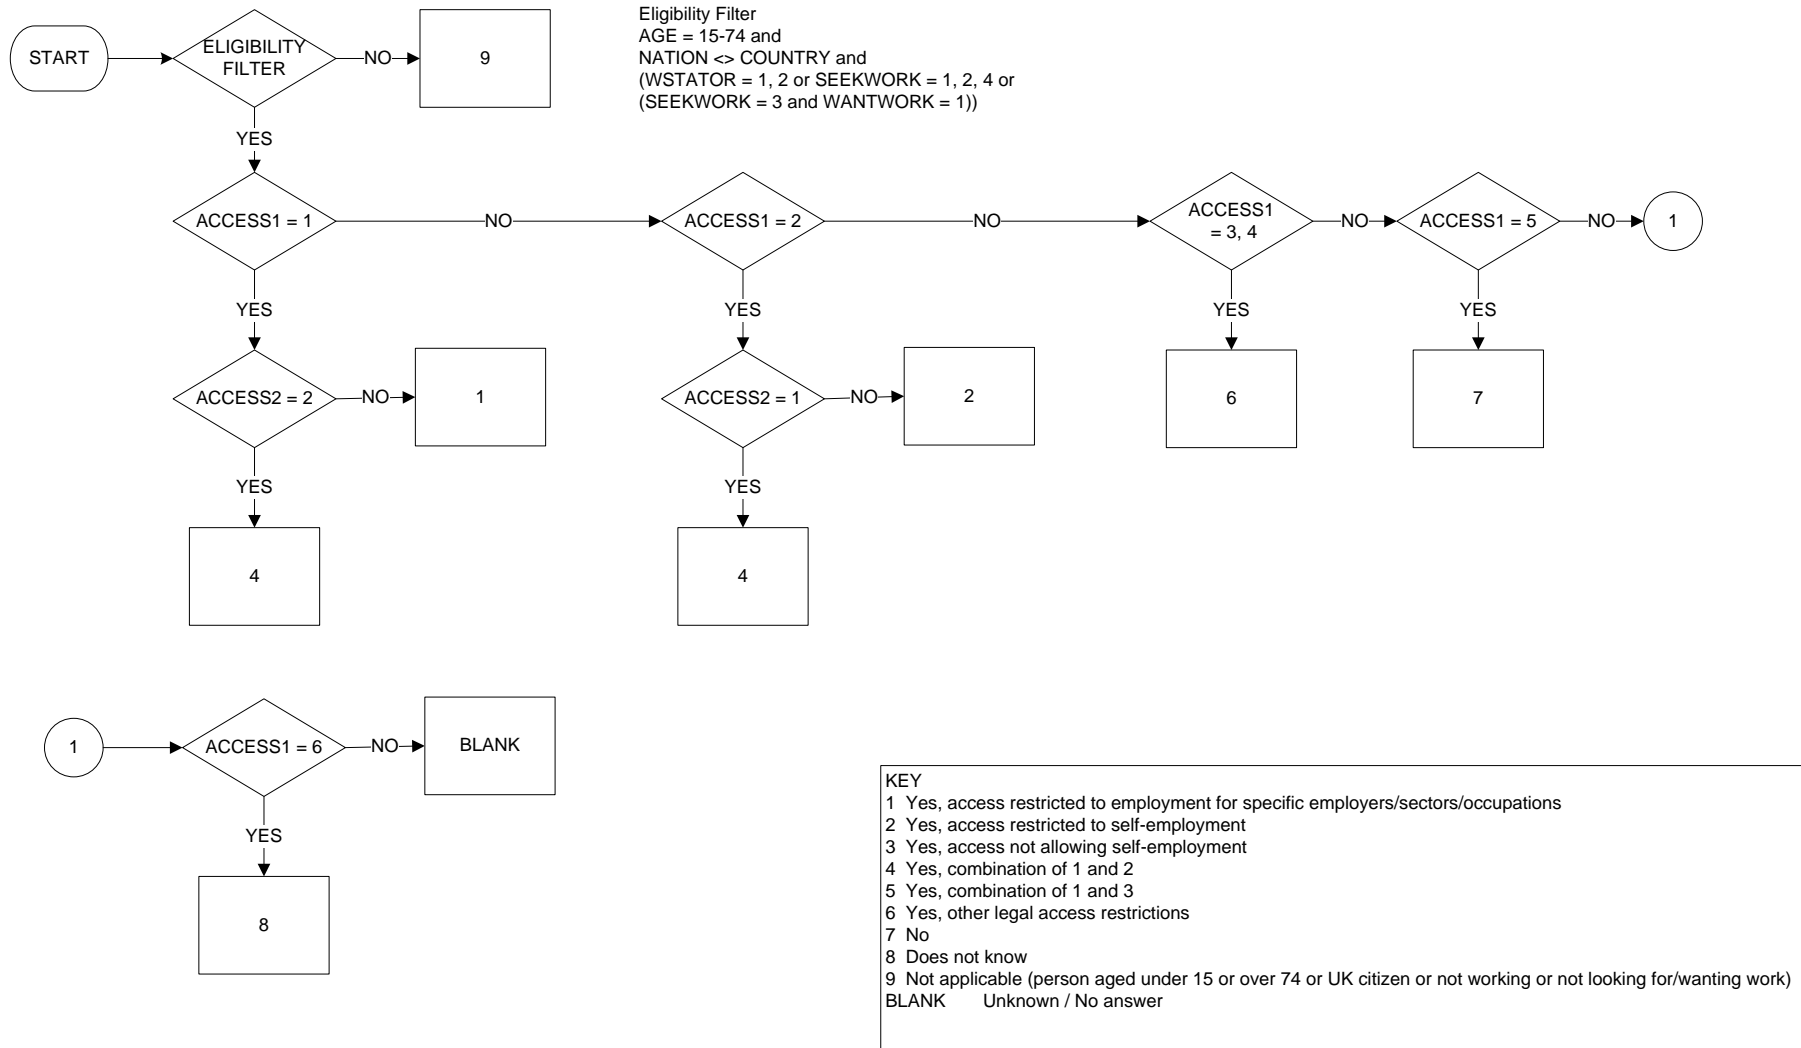 START
ELIGIBILITY
FILTER
NO
9
Eligibility Filter
AGE = 15-74 and
NATION <> COUNTRY and
(WSTATOR = 1, 2 or SEEKWORK = 1, 2, 4 or
(SEEKWORK = 3 and WANTWORK = 1))
YES
ACCESS1 = 1
NO
ACCESS1 = 2
NO
ACCESS1
= 3, 4
NO
ACCESS1 = 5
NO
1
YES
YES
YES
YES
ACCESS2 = 2
NO
1
ACCESS2 = 1
NO
2
6
7
YES
YES
4
4
1
ACCESS1 = 6
NO
BLANK
YES
8
KEY
1 Yes, access restricted to employment for specific employers/sectors/occupations
2 Yes, access restricted to self-employment
3 Yes, access not allowing self-employment
4 Yes, combination of 1 and 2
5 Yes, combination of 1 and 3
6 Yes, other legal access restrictions
7 No
8 Does not know
9 Not applicable (person aged under 15 or over 74 or UK citizen or not working or not looking for/wanting work)
BLANK Unknown / No answer